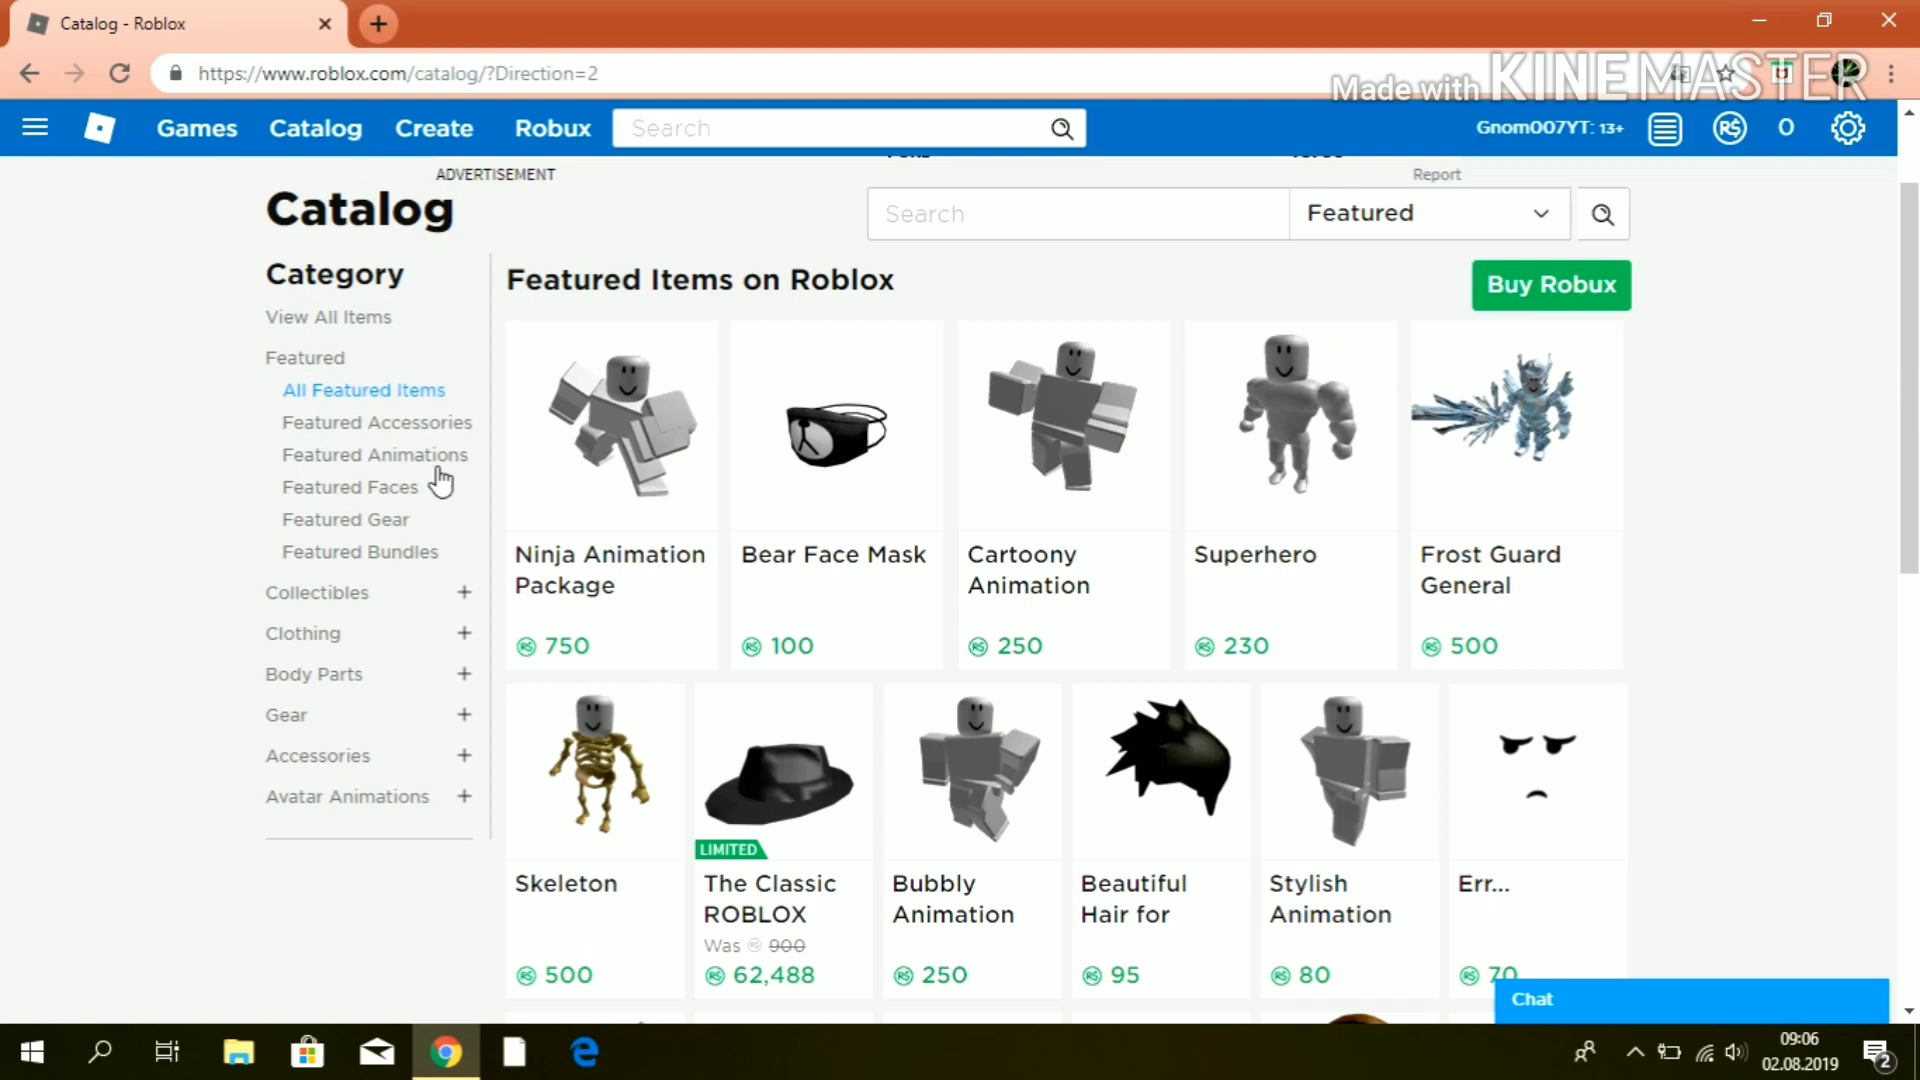 Catalog - Roblox
https://www.roblox.com/catalog/?Direction=2
Made with KINEMASTER
Games Catalog Create Robux Search Gnom007YT: 13+ 0
ADVERTISEMENT Report
Catalog Search Featured
Category
View All Items
Featured
All Featured Items
Featured Accessories
Featured Animations
Featured Faces
Featured Gear
Featured Bundles
Collectibles +
Clothing +
Body Parts +
Gear +
Accessories +
Avatar Animations +
Featured Items on Roblox
Buy Robux
Ninja Animation
Package
750
Bear Face Mask
100
Cartoony
Animation
250
Superhero
230
Frost Guard
General
500
Skeleton
500
LIMITED
The Classic
ROBLOX
Was 900
62,488
Bubbly
Animation
250
Beautiful
Hair for
95
Stylish
Animation
80
Err...
70
Chat
09:06
02.08.2019
2